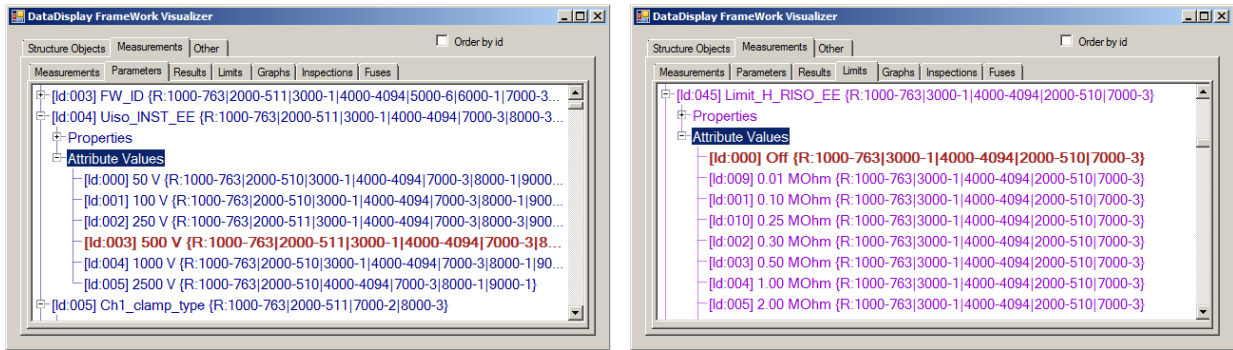 DataDisplay FrameWork Visualizer
Structure Objects Measurements Other Order by id
Measurements Parameters Results Limits Graphs Inspections Fuses
[Id:003] FW_ID {R:1000-763|2000-511|3000-1|4000-4094|5000-6|6000-1|7000-3...
[Id:004] Uiso_INST_EE {R:1000-763|2000-511|3000-1|4000-4094|7000-3|8000-3...
Properties
Attribute Values
[Id:000] 50 V {R:1000-763|2000-510|3000-1|4000-4094|7000-3|8000-1|9000...
[Id:001] 100 V {R:1000-763|2000-510|3000-1|4000-4094|7000-3|8000-1|900...
[Id:002] 250 V {R:1000-763|2000-511|3000-1|4000-4094|7000-3|8000-3|900...
[Id:003] 500 V {R:1000-763|2000-511|3000-1|4000-4094|7000-3|8...
[Id:004] 1000 V {R:1000-763|2000-510|3000-1|4000-4094|7000-3|8000-1|90...
[Id:005] 2500 V {R:1000-763|2000-510|4000-4094|7000-3|8000-1|9000-1}
[Id:005] Ch1_clamp_type {R:1000-763|2000-511|7000-2|8000-3}
DataDisplay FrameWork Visualizer
Structure Objects Measurements Other Order by id
Measurements Parameters Results Limits Graphs Inspections Fuses
[Id:045] Limit_H_RISO_EE {R:1000-763|3000-1|4000-4094|2000-510|7000-3}
Properties
Attribute Values
[Id:000] Off {R:1000-763|3000-1|4000-4094|2000-510|7000-3}
[Id:009] 0.01 MOhm {R:1000-763|3000-1|4000-4094|2000-510|7000-3}
[Id:001] 0.10 MOhm {R:1000-763|3000-1|4000-4094|2000-510|7000-3}
[Id:010] 0.25 MOhm {R:1000-763|3000-1|4000-4094|2000-510|7000-3}
[Id:002] 0.30 MOhm {R:1000-763|3000-1|4000-4094|2000-510|7000-3}
[Id:003] 0.50 MOhm {R:1000-763|3000-1|4000-4094|2000-510|7000-3}
[Id:004] 1.00 MOhm {R:1000-763|3000-1|4000-4094|2000-510|7000-3}
[Id:005] 2.00 MOhm {R:1000-763|3000-1|4000-4094|2000-510|7000-3}